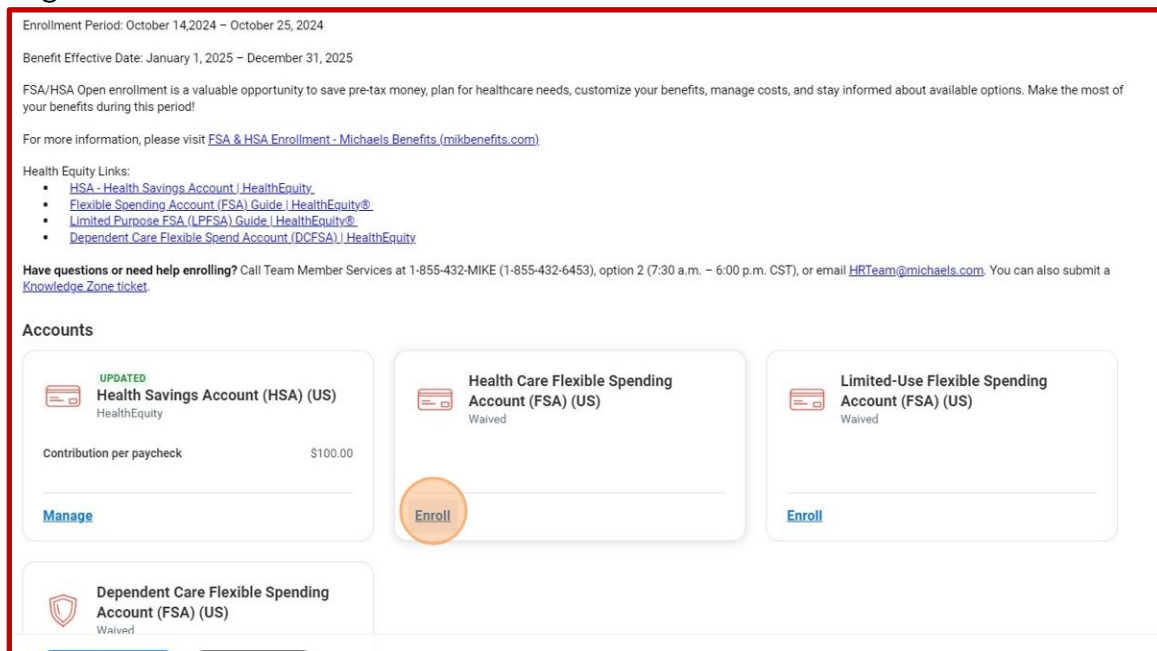 Enrollment Period: October 14,2024 – October 25, 2024
Benefit Effective Date: January 1, 2025 – December 31, 2025
FSA/HSA Open enrollment is a valuable opportunity to save pre-tax money, plan for healthcare needs, customize your benefits, manage costs, and stay informed about available options. Make the most of
your benefits during this period!
For more information, please visit FSA & HSA Enrollment - Michaels Benefits (mikbenefits.com)
Health Equity Links:
• HSA - Health Savings Account | HealthEquity
• Flexible Spending Account (FSA) Guide | HealthEquity®
• Limited Purpose FSA (LPFSA) Guide | HealthEquity®
• Dependent Care Flexible Spend Account (DCFSA) | HealthEquity
Have questions or need help enrolling? Call Team Member Services at 1-855-432-MIKE (1-855-432-6453), option 2 (7:30 a.m. – 6:00 p.m. CST), or email HRTeam@michaels.com. You can also submit a
Knowledge Zone ticket.
Accounts
UPDATED
Health Savings Account (HSA) (US)
HealthEquity
Contribution per paycheck $100.00
Manage
Health Care Flexible Spending
Account (FSA) (US)
Waived
Enroll
Limited-Use Flexible Spending
Account (FSA) (US)
Waived
Enroll
Dependent Care Flexible Spending
Account (FSA) (US)
Waived